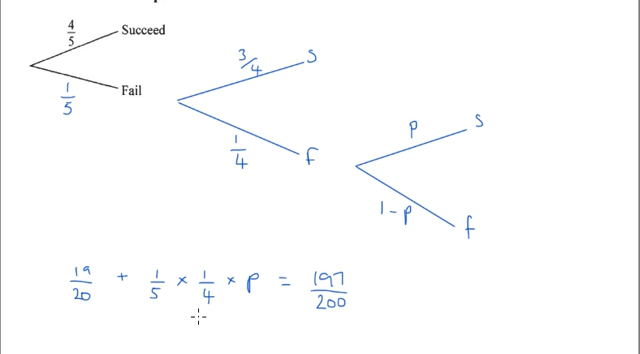 4/5 Succeed
1/5 Fail
3/4 S
1/4 f
p S
1-p f
19/20 + 1/5 × 1/4 × p = 197/200